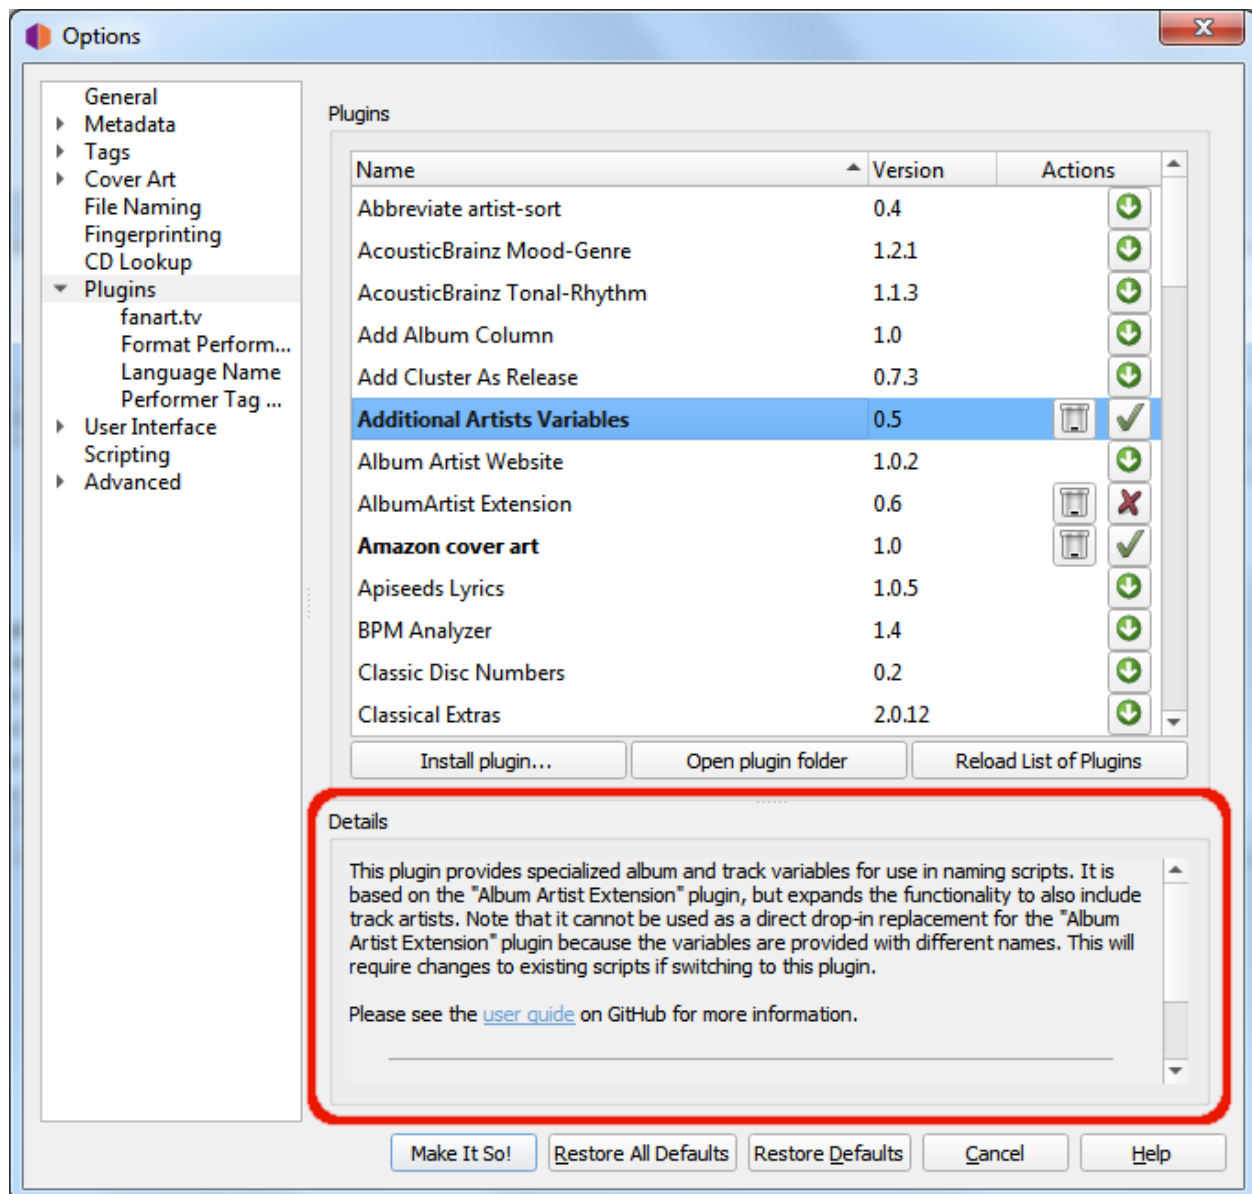 Options
General
Metadata
Tags
Cover Art
File Naming
Fingerprinting
CD Lookup
Plugins
fanart.tv
Format Perform...
Language Name
Performer Tag ...
User Interface
Scripting
Advanced
Plugins
Name Version Actions
Abbreviate artist-sort 0.4
AcousticBrainz Mood-Genre 1.2.1
AcousticBrainz Tonal-Rhythm 1.1.3
Add Album Column 1.0
Add Cluster As Release 0.7.3
Additional Artists Variables 0.5
Album Artist Website 1.0.2
AlbumArtist Extension 0.6
Amazon cover art 1.0
Apiseeds Lyrics 1.0.5
BPM Analyzer 1.4
Classic Disc Numbers 0.2
Classical Extras 2.0.12
Install plugin... Open plugin folder Reload List of Plugins
Details
This plugin provides specialized album and track variables for use in naming scripts. It is
based on the "Album Artist Extension" plugin, but expands the functionality to also include
track artists. Note that it cannot be used as a direct drop-in replacement for the "Album
Artist Extension" plugin because the variables are provided with different names. This will
require changes to existing scripts if switching to this plugin.
Please see the user guide on GitHub for more information.
Make It So! Restore All Defaults Restore Defaults Cancel Help